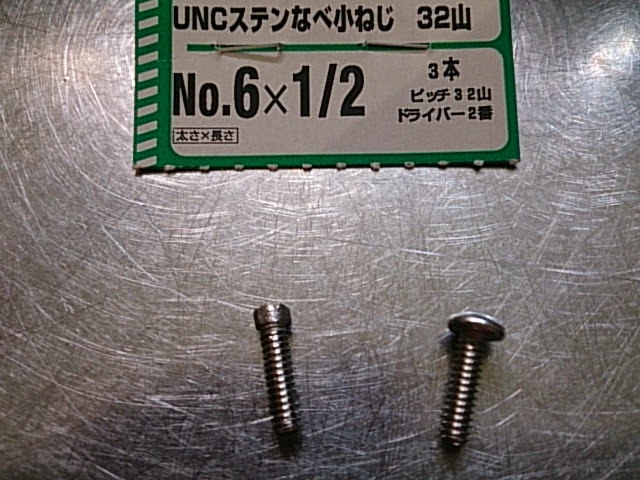 UNCステンなべ小ねじ 32山
No.6×1/2
3本
ピッチ32山
ドライバー2番
太さ×長さ